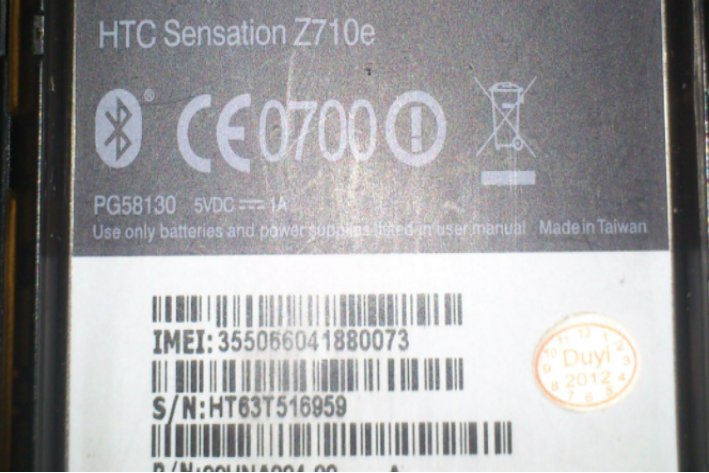 HTC Sensation Z710e
CE0700
PG58130 5VDC 1A
Use only batteries and power supplies listed in user manual Made in Taiwan
IMEI: 355066041880073
S/N: HT63T516959
Duyi
2012